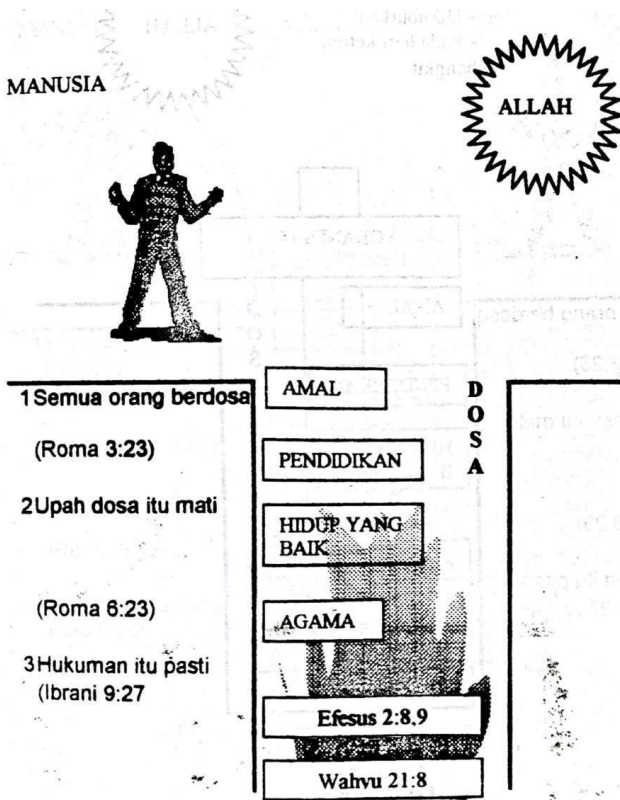 MANUSIA
ALLAH
1 Semua orang berdosa
(Roma 3:23)
2 Upah dosa itu mati
(Roma 6:23)
3 Hukuman itu pasti
(Ibrani 9:27
AMAL
PENDIDIKAN
HIDUP YANG
BAIK
AGAMA
Efesus 2:8,9
Wahyu 21:8
DOSA